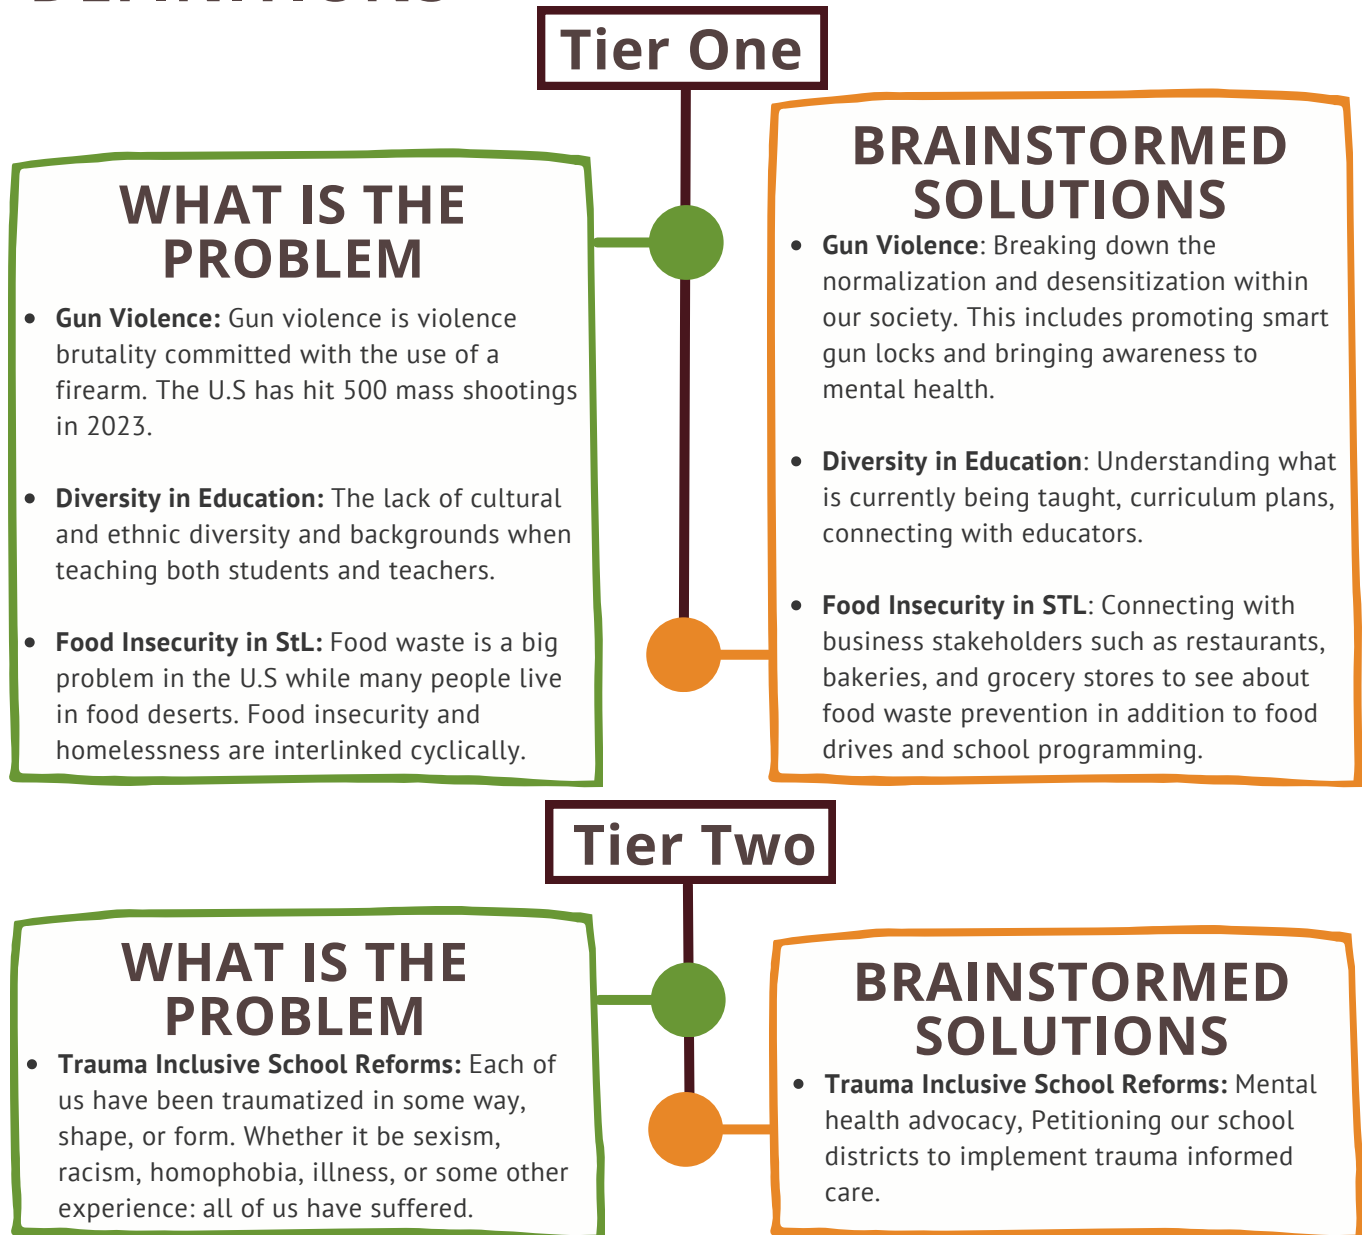 DEFINITIONS
Tier One
WHAT IS THE
PROBLEM
• Gun Violence: Gun violence is violence
brutality committed with the use of a
firearm. The U.S has hit 500 mass shootings
in 2023.
• Diversity in Education: The lack of cultural
and ethnic diversity and backgrounds when
teaching both students and teachers.
• Food Insecurity in StL: Food waste is a big
problem in the U.S while many people live
in food deserts. Food insecurity and
homelessness are interlinked cyclically.
BRAINSTORMED
SOLUTIONS
• Gun Violence: Breaking down the
normalization and desensitization within
our society. This includes promoting smart
gun locks and bringing awareness to
mental health.
• Diversity in Education: Understanding what
is currently being taught, curriculum plans,
connecting with educators.
• Food Insecurity in STL: Connecting with
business stakeholders such as restaurants,
bakeries, and grocery stores to see about
food waste prevention in addition to food
drives and school programming.
Tier Two
WHAT IS THE
PROBLEM
• Trauma Inclusive School Reforms: Each of
us have been traumatized in some way,
shape, or form. Whether it be sexism,
racism, homophobia, illness, or some other
experience: all of us have suffered.
BRAINSTORMED
SOLUTIONS
• Trauma Inclusive School Reforms: Mental
health advocacy, Petitioning our school
districts to implement trauma informed
care.